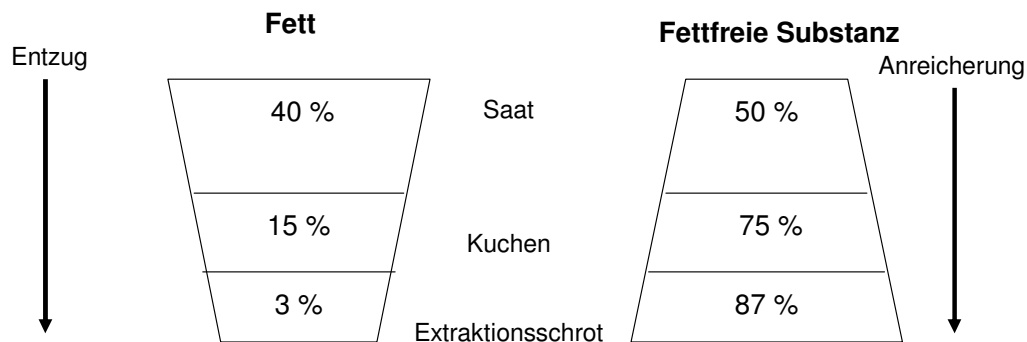 Fett
Fettfreie Substanz
Entzug
Anreicherung
40 %
Saat
50 %
15 %
Kuchen
75 %
3 %
Extraktionsschrot
87 %